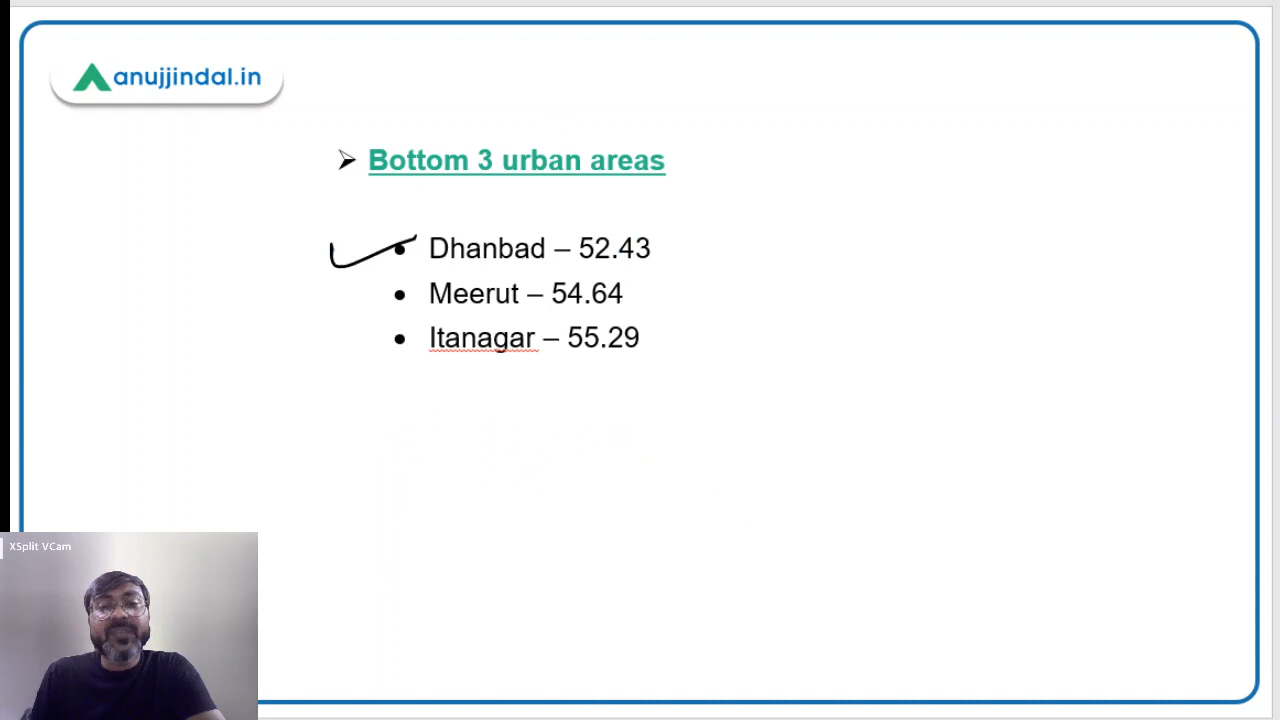 anujjindal.in
Bottom 3 urban areas
Dhanbad – 52.43
Meerut – 54.64
Itanagar – 55.29
XSplit VCam